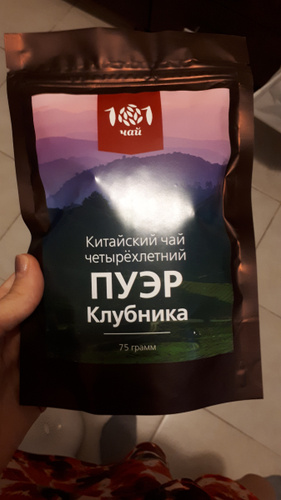 101
чай
Китайский чай
четырёхлетний
ПУЭР
Клубника
75 грамм